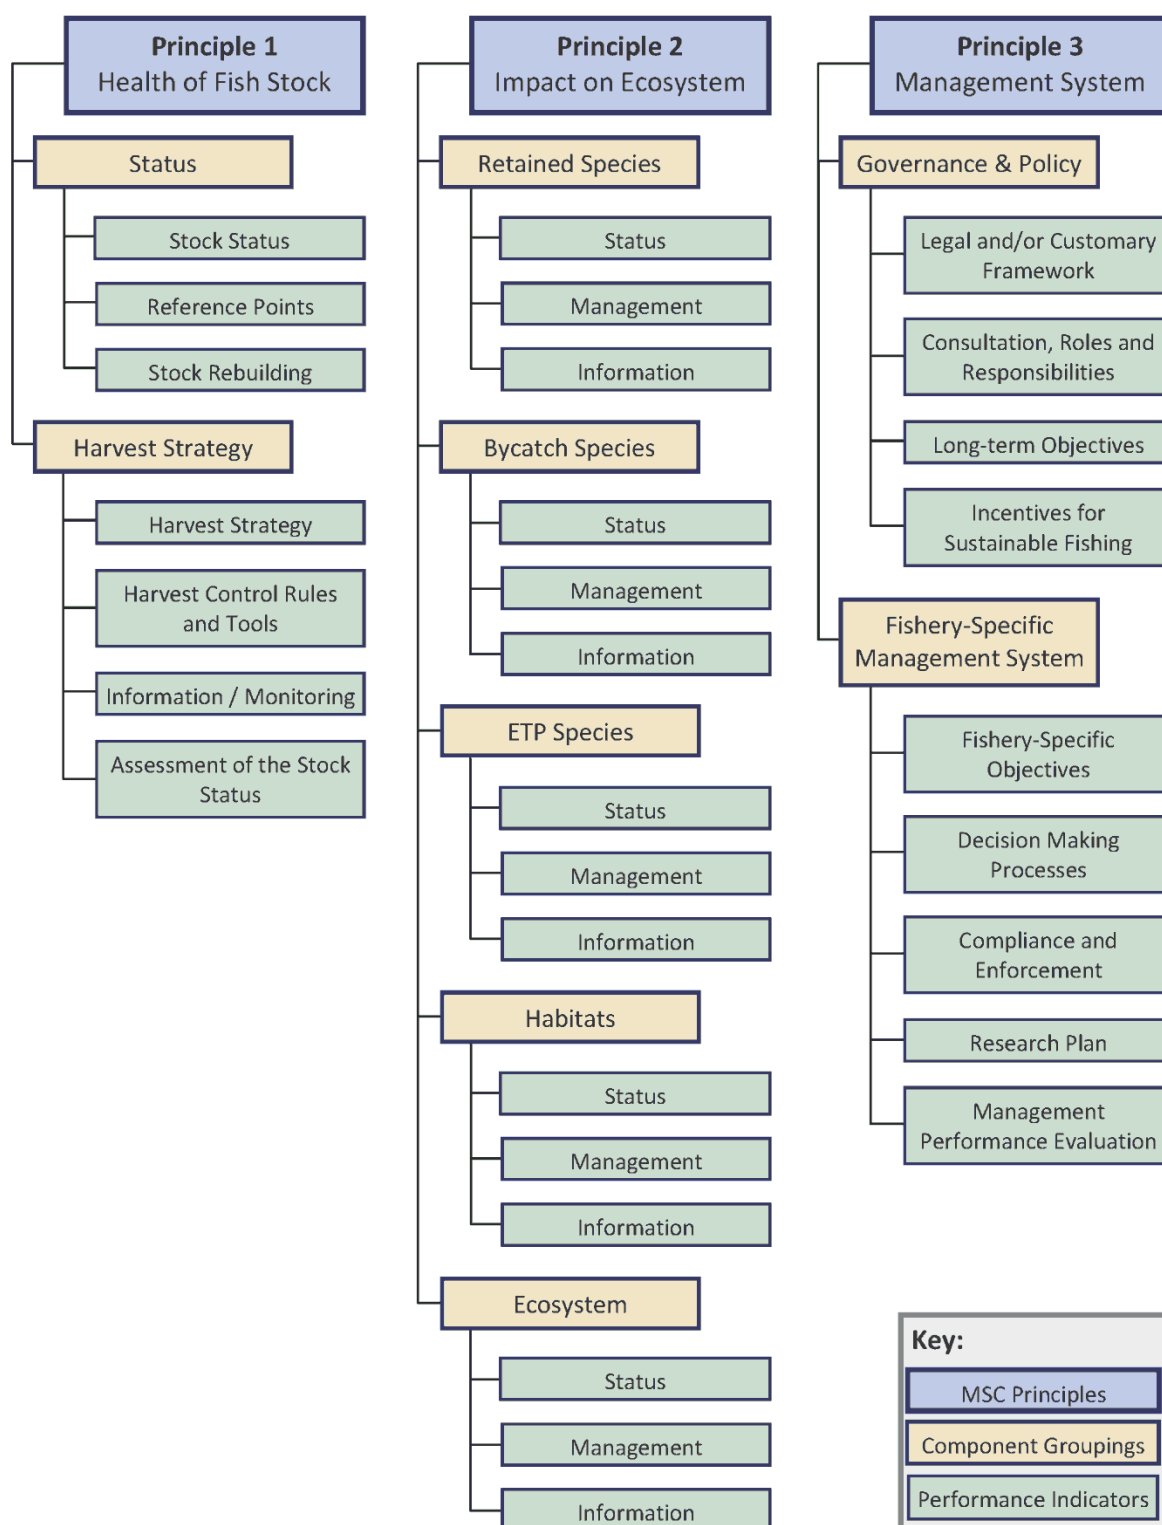 Principle 1
Health of Fish Stock
Status
Stock Status
Reference Points
Stock Rebuilding
Harvest Strategy
Harvest Strategy
Harvest Control Rules
and Tools
Information / Monitoring
Assessment of the Stock
Status
Principle 2
Impact on Ecosystem
Retained Species
Status
Management
Information
Bycatch Species
Status
Management
Information
ETP Species
Status
Management
Information
Habitats
Status
Management
Information
Ecosystem
Status
Management
Information
Principle 3
Management System
Governance & Policy
Legal and/or Customary
Framework
Consultation, Roles and
Responsibilities
Long-term Objectives
Incentives for
Sustainable Fishing
Fishery-Specific
Management System
Fishery-Specific
Objectives
Decision Making
Processes
Compliance and
Enforcement
Research Plan
Management
Performance Evaluation
Key:
MSC Principles
Component Groupings
Performance Indicators